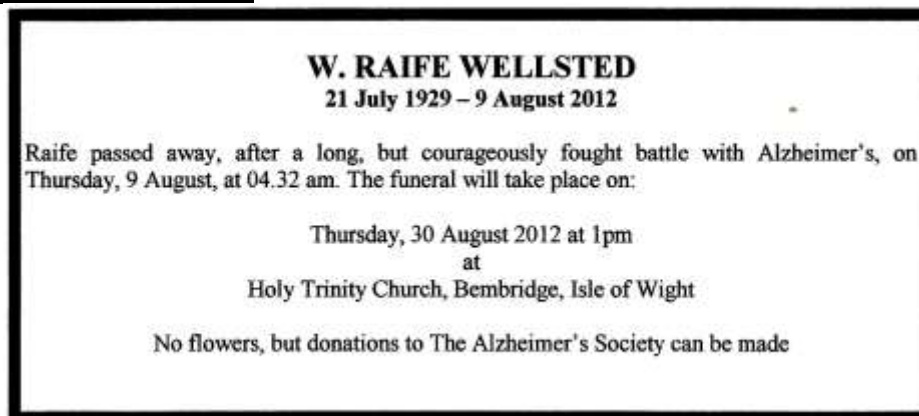 W. RAIFE WELLSTED
21 July 1929 – 9 August 2012
Raife passed away, after a long, but courageously fought battle with Alzheimer's, on
Thursday, 9 August, at 04.32 am. The funeral will take place on:
Thursday, 30 August 2012 at 1pm
at
Holy Trinity Church, Bembridge, Isle of Wight
No flowers, but donations to The Alzheimer's Society can be made